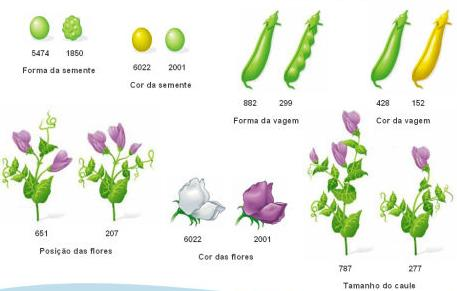 5474 1850
Forma da semente
6022 2001
Cor da semente
882 299
Forma da vagem
428 152
Cor da vagem
651 207
Posição das flores
6022 2001
Cor das flores
787 277
Tamanho do caule